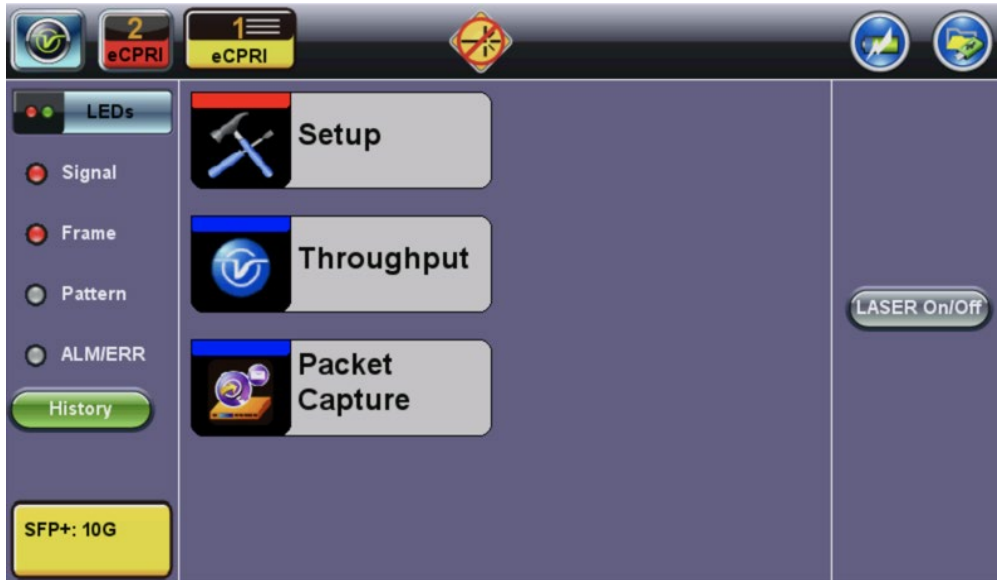 2
eCPRI
1
eCPRI
LEDs
Signal
Frame
Pattern
ALM/ERR
History
SFP+: 10G
Setup
Throughput
Packet
Capture
LASER On/Off